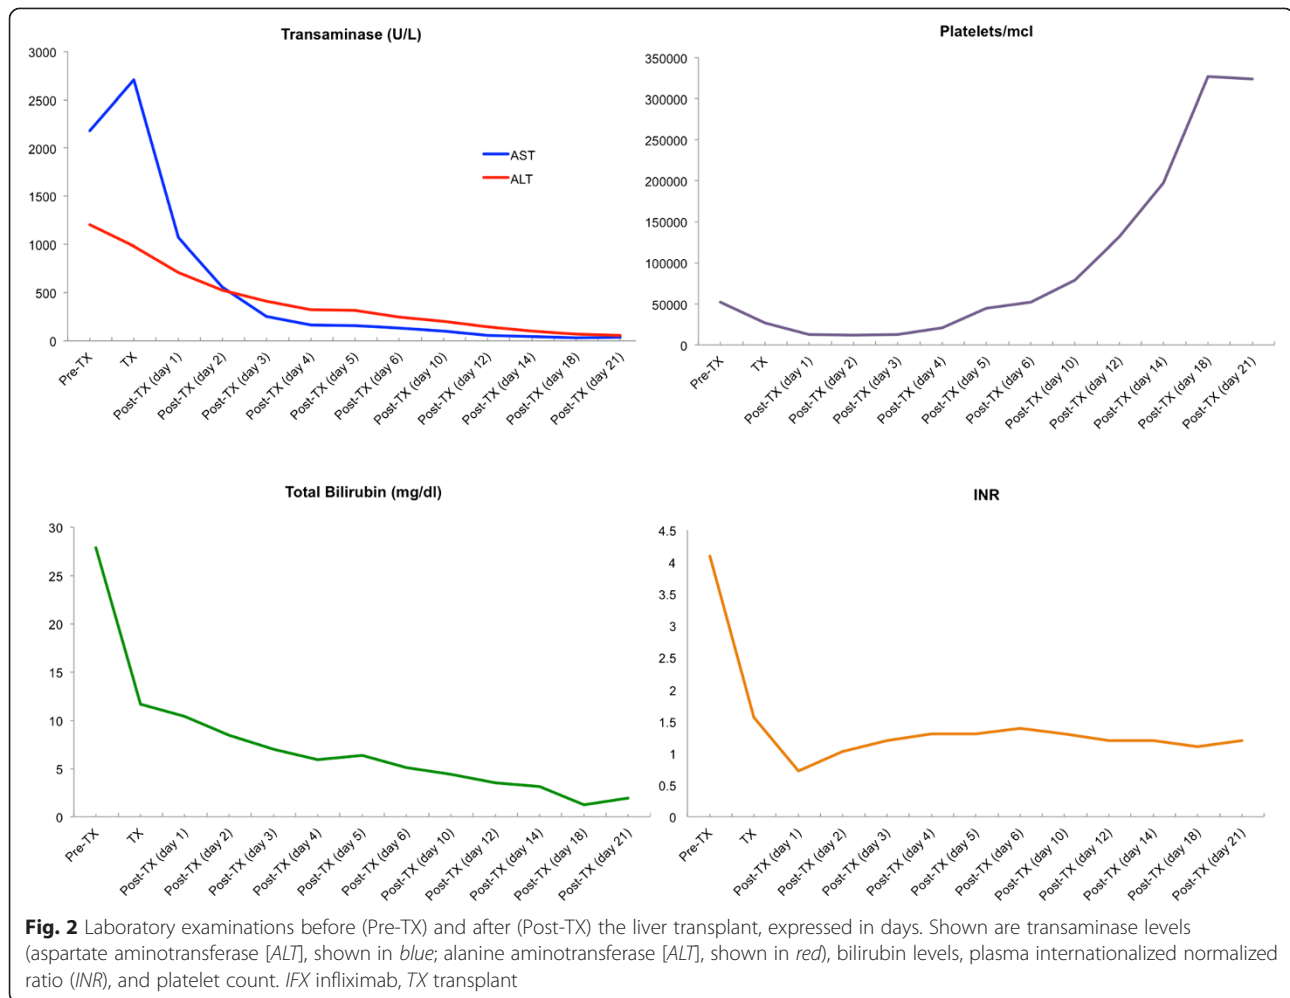 Transaminase (U/L)
3000
2500
2000
1500
1000
500
0
AST
ALT
Pre-TX
TX
Post-TX (day 1)
Post-TX (day 2)
Post-TX (day 3)
Post-TX (day 4)
Post-TX (day 5)
Post-TX (day 6)
Post-TX (day 10)
Post-TX (day 12)
Post-TX (day 14)
Post-TX (day 18)
Post-TX (day 21)
Platelets/mcl
350000
300000
250000
200000
150000
100000
50000
0
Pre-TX
TX
Post-TX (day 1)
Post-TX (day 2)
Post-TX (day 3)
Post-TX (day 4)
Post-TX (day 5)
Post-TX (day 6)
Post-TX (day 10)
Post-TX (day 12)
Post-TX (day 14)
Post-TX (day 18)
Post-TX (day 21)
Total Bilirubin (mg/dl)
30
25
20
15
10
5
0
Pre-TX
TX
Post-TX (day 1)
Post-TX (day 2)
Post-TX (day 3)
Post-TX (day 4)
Post-TX (day 5)
Post-TX (day 6)
Post-TX (day 10)
Post-TX (day 12)
Post-TX (day 14)
Post-TX (day 18)
Post-TX (day 21)
INR
4.5
4
3.5
3
2.5
2
1.5
1
0.5
0
Pre-TX
TX
Post-TX (day 1)
Post-TX (day 2)
Post-TX (day 3)
Post-TX (day 4)
Post-TX (day 5)
Post-TX (day 6)
Post-TX (day 10)
Post-TX (day 12)
Post-TX (day 14)
Post-TX (day 18)
Post-TX (day 21)
Fig. 2 Laboratory examinations before (Pre-TX) and after (Post-TX) the liver transplant, expressed in days. Shown are transaminase levels
(aspartate aminotransferase [ALT], shown in blue; alanine aminotransferase [ALT], shown in red), bilirubin levels, plasma internationalized normalized
ratio (INR), and platelet count. IFX infliximab, TX transplant